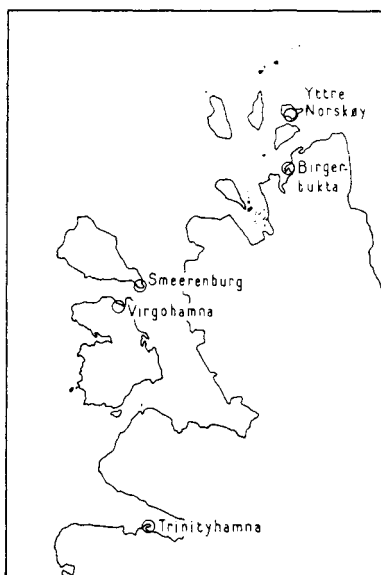 Yttre
Norskøy
Birger-
bukta
Smeerenburg
Virgohamna
Trinityhamna